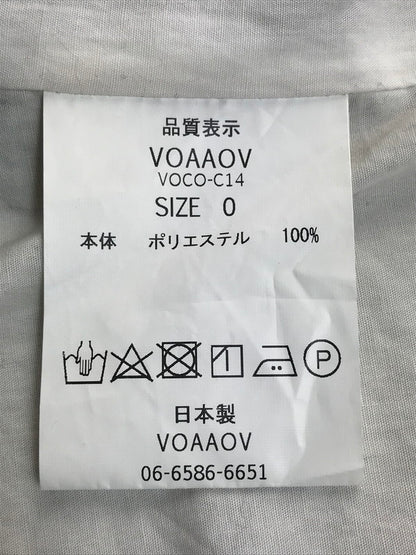 品質表示
VOAAOV
VOCO-C14
SIZE 0
本体 ポリエステル 100%
P
日本製
VOAAOV
06-6586-6651